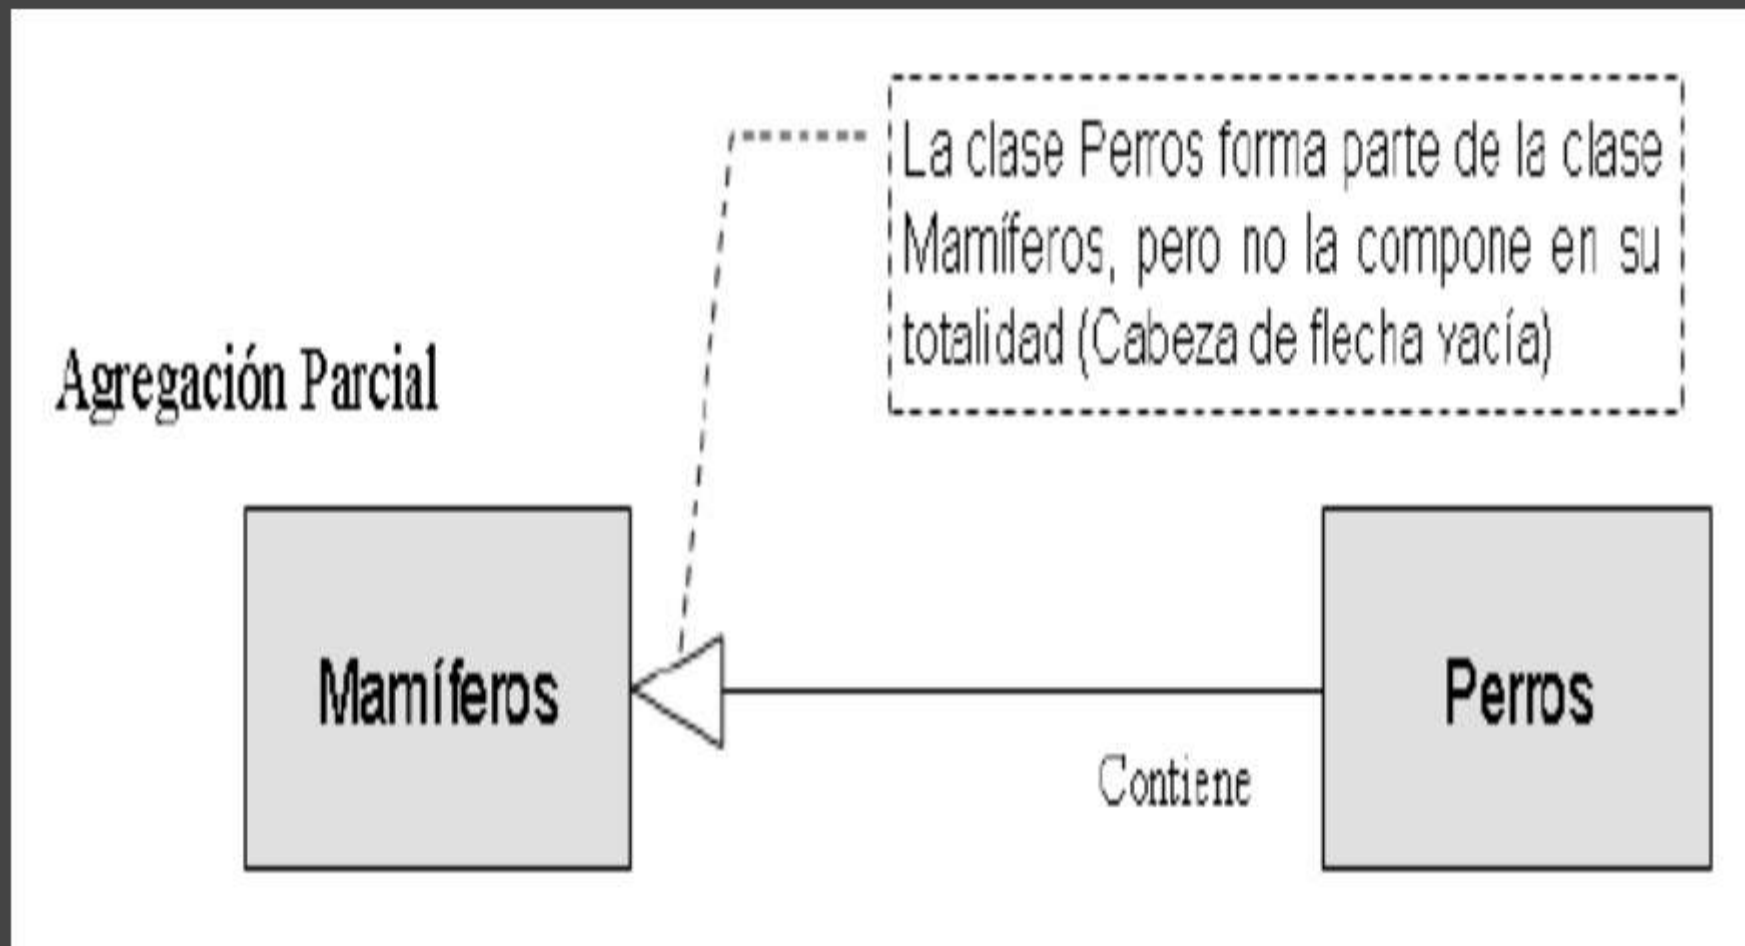 La clase Perros forma parte de la clase
Mamíferos, pero no la compone en su
totalidad (Cabeza de flecha vacía)
Agregación Parcial
Mamíferos
Perros
Contiene